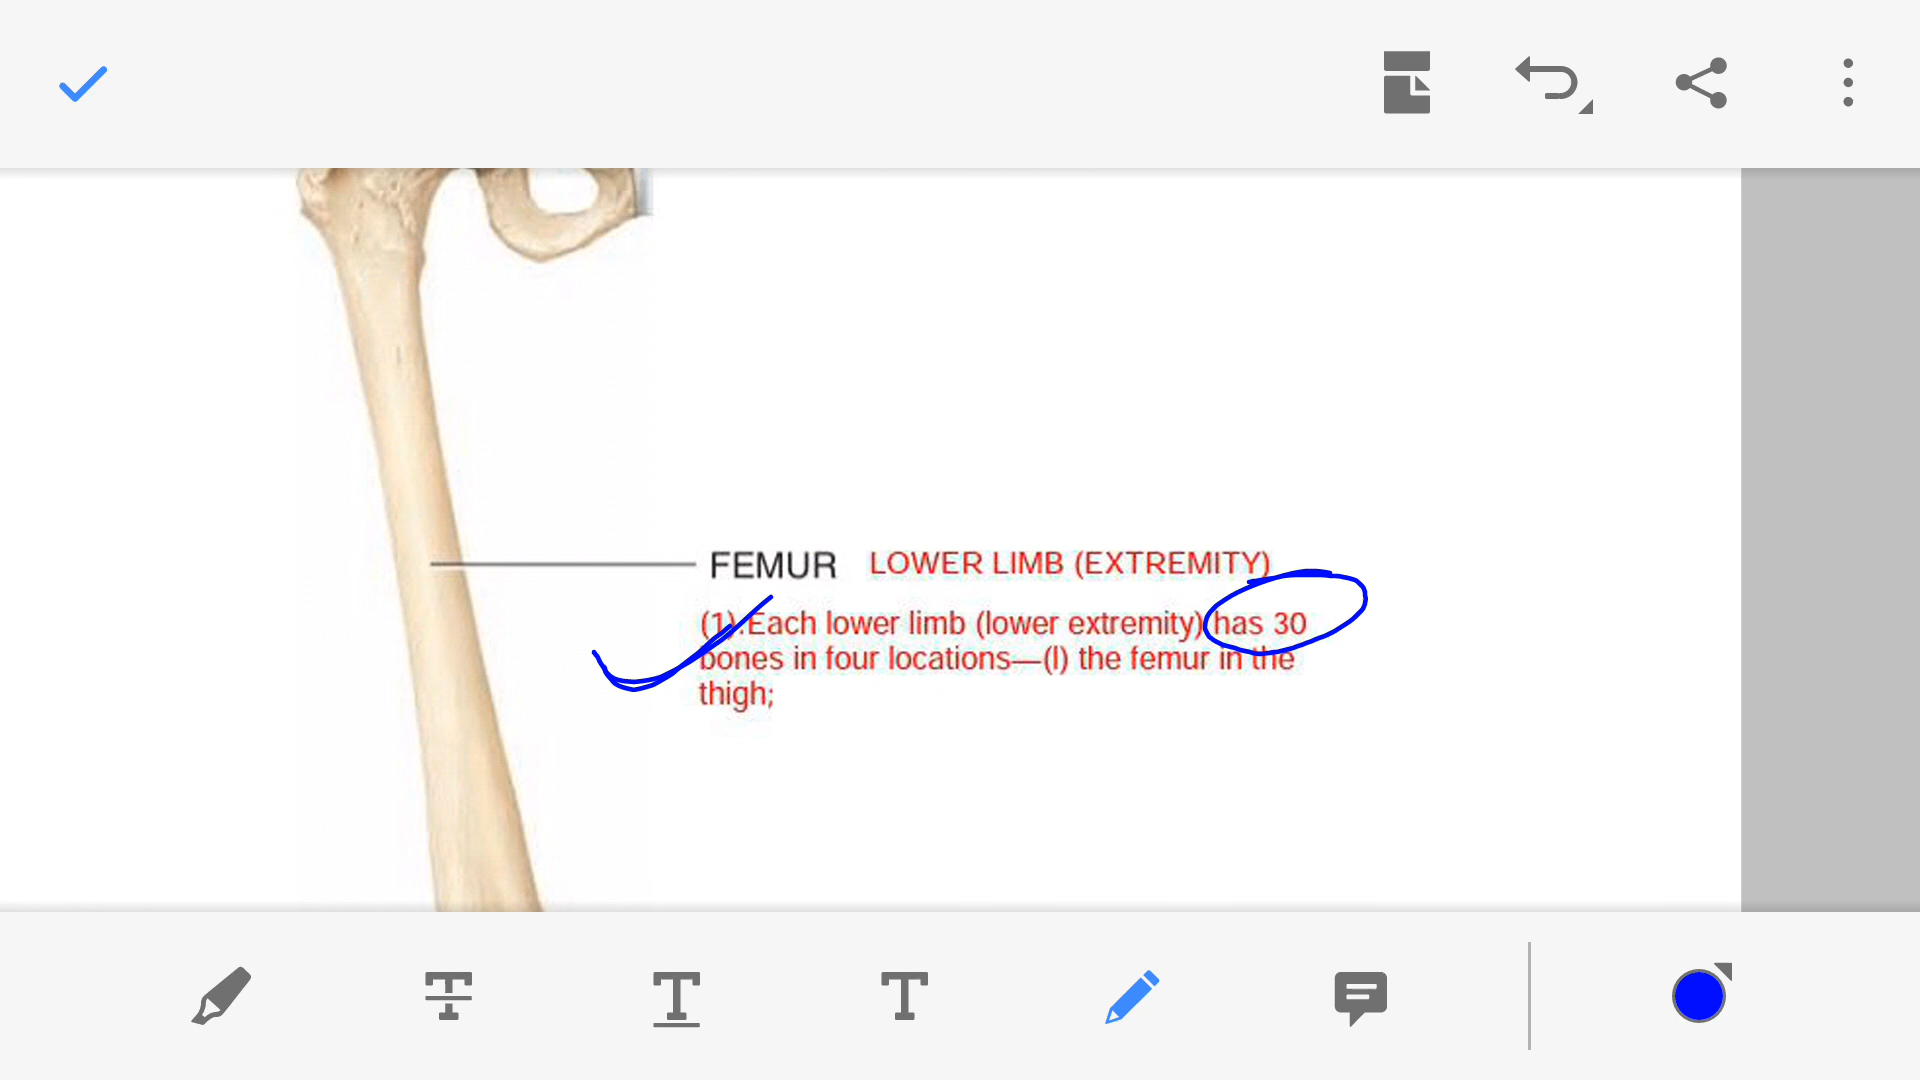 FEMUR LOWER LIMB (EXTREMITY)
(1).Each lower limb (lower extremity) has 30
bones in four locations—(l) the femur in the
thigh;